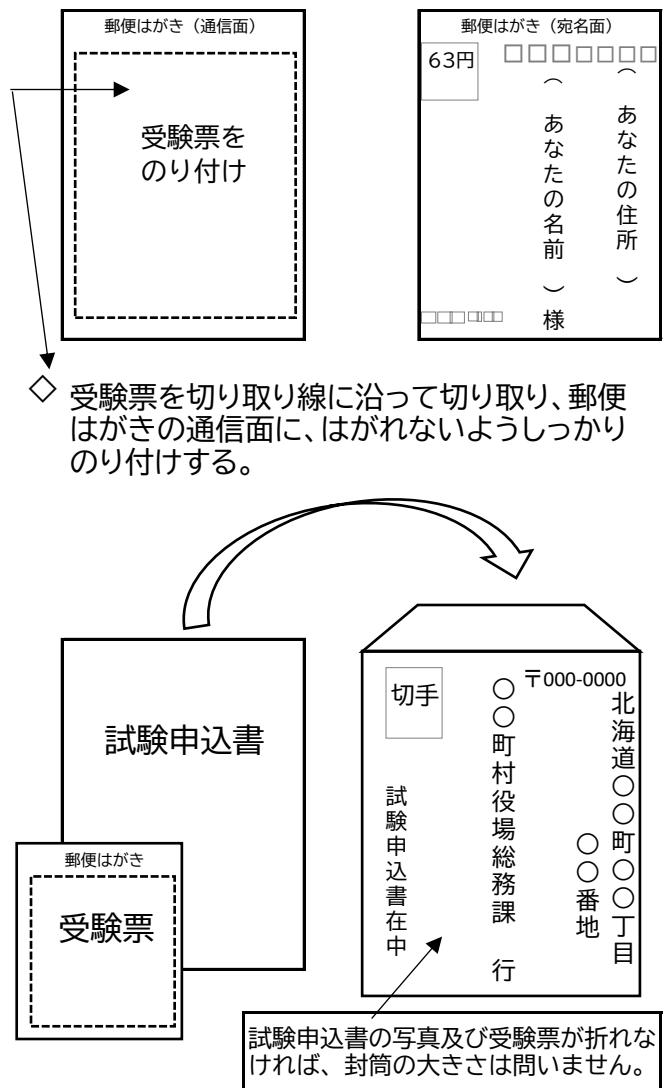 郵便はがき（通信面）
受験票を
のり付け
郵便はがき（宛名面）
63円
□□□□□□□
（　あなたの住所　）
（　あなたの名前　）様
◇ 受験票を切り取り線に沿って切り取り、郵便
はがきの通信面に、はがれないようしっかり
のり付けする。
試験申込書
郵便はがき
受験票
切手
〒000-0000
北海道〇〇町〇〇丁目
〇〇番地
〇〇町村役場総務課　行
試験申込書在中
試験申込書の写真及び受験票が折れな
ければ、封筒の大きさは問いません。